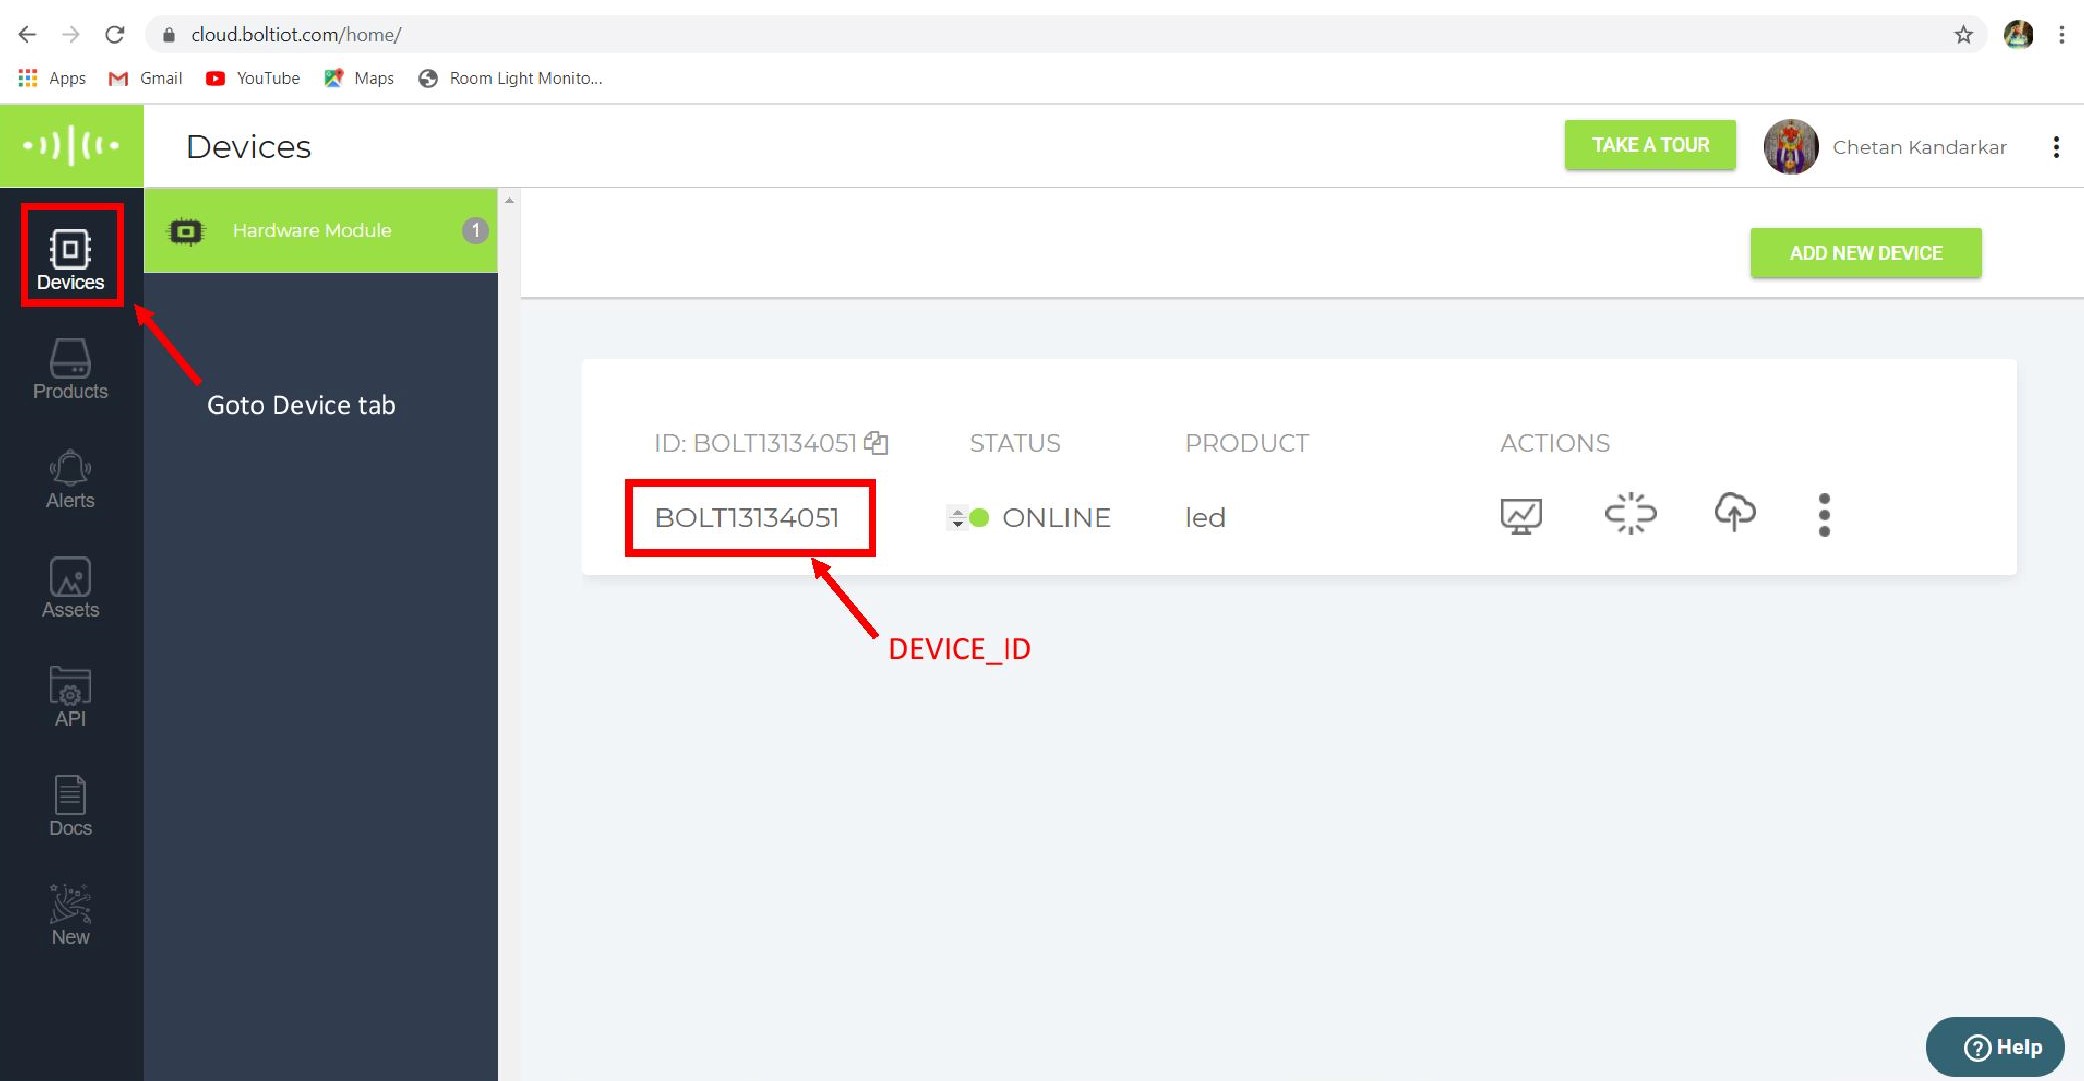 cloud.boltiot.com/home/
Apps Gmail YouTube Maps Room Light Monito...
Devices TAKE A TOUR Chetan Kandarkar
Hardware Module 1
ADD NEW DEVICE
Devices
Products
Goto Device tab
ID: BOLT13134051 STATUS PRODUCT ACTIONS
Alerts
BOLT13134051 ONLINE led
Assets
DEVICE_ID
API
Docs
New
? Help